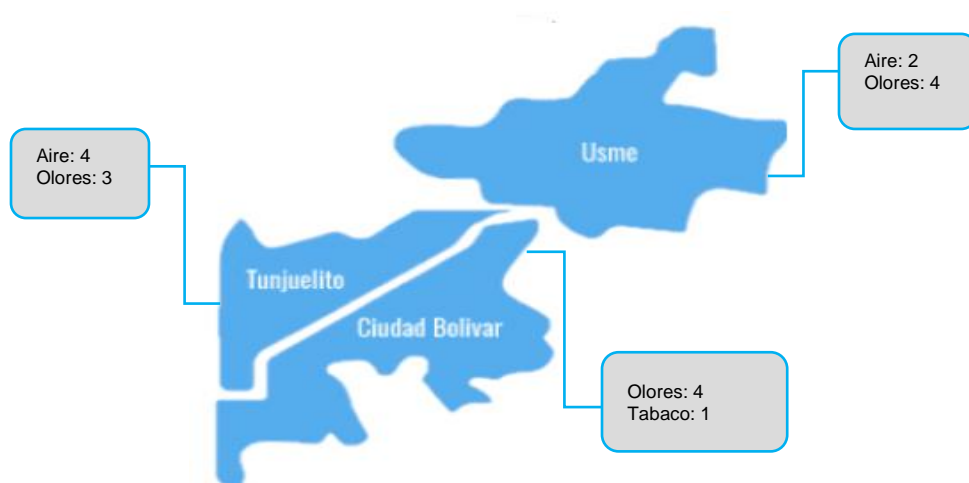 Aire: 2
Olores: 4
Usme
Aire: 4
Olores: 3
Tunjuelito
Ciudad Bolivar
Olores: 4
Tabaco: 1